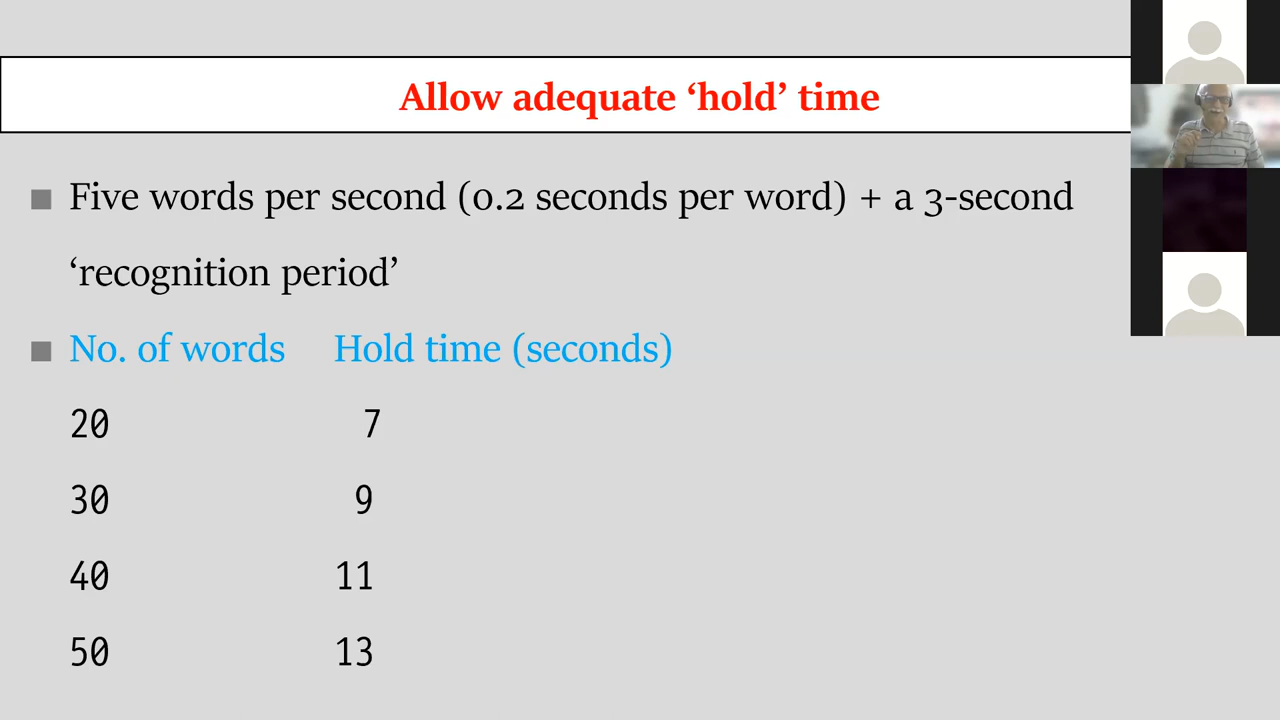 Allow adequate ‘hold’ time
■ Five words per second (0.2 seconds per word) + a 3-second
‘recognition period’
■ No. of words Hold time (seconds)
20 7
30 9
40 11
50 13